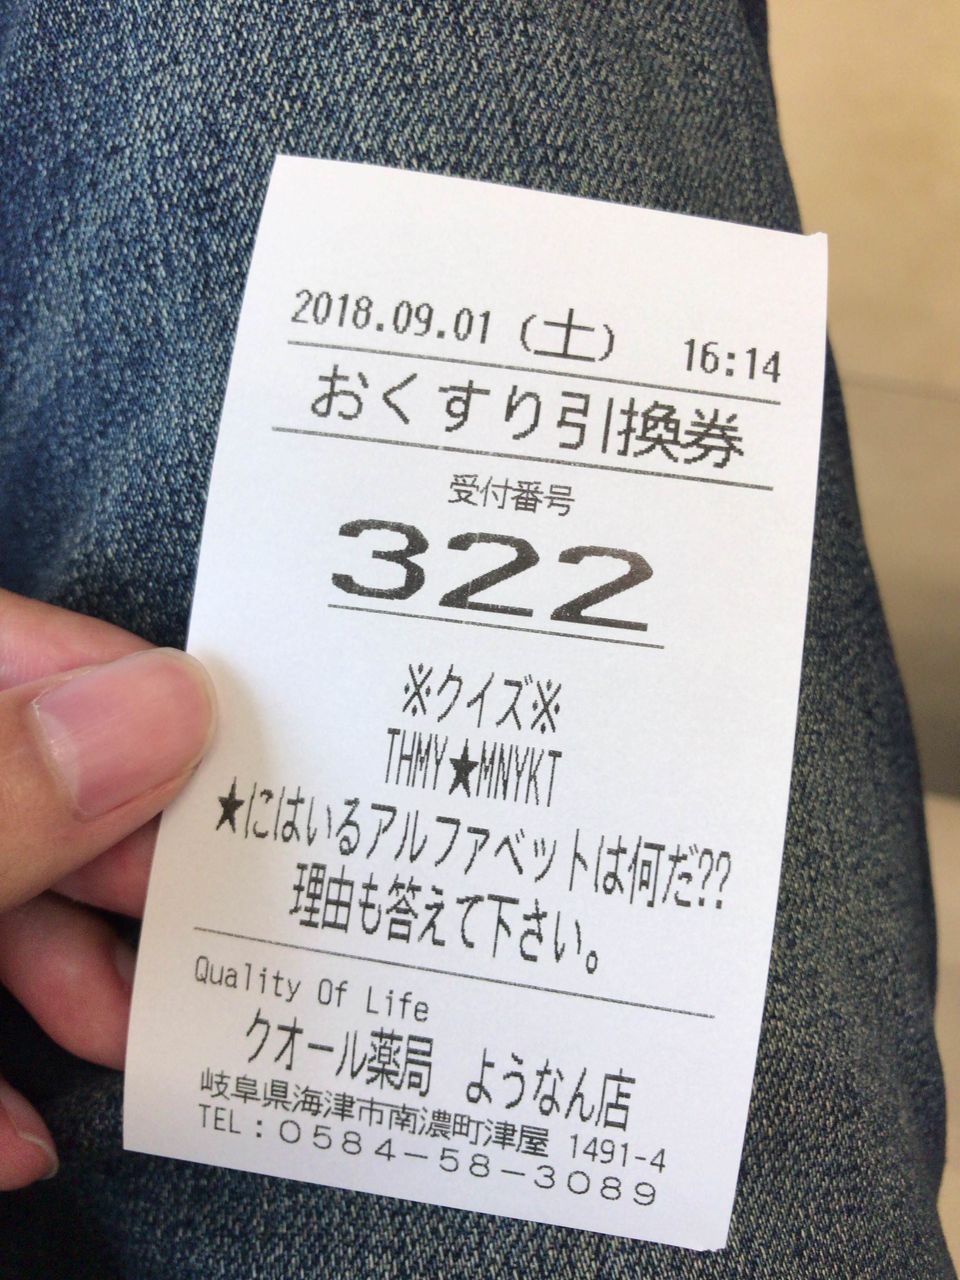 2018.09.01 (土) 16:14
おくすり引換券
受付番号
322
※クイズ※
THMY★MNYKT
★にはいるアルファベットは何だ??
理由も答えて下さい。
Quality Of Life
クオール薬局 ようなん店
岐阜県海津市南濃町津屋 1491-4
TEL:0584-58-3089